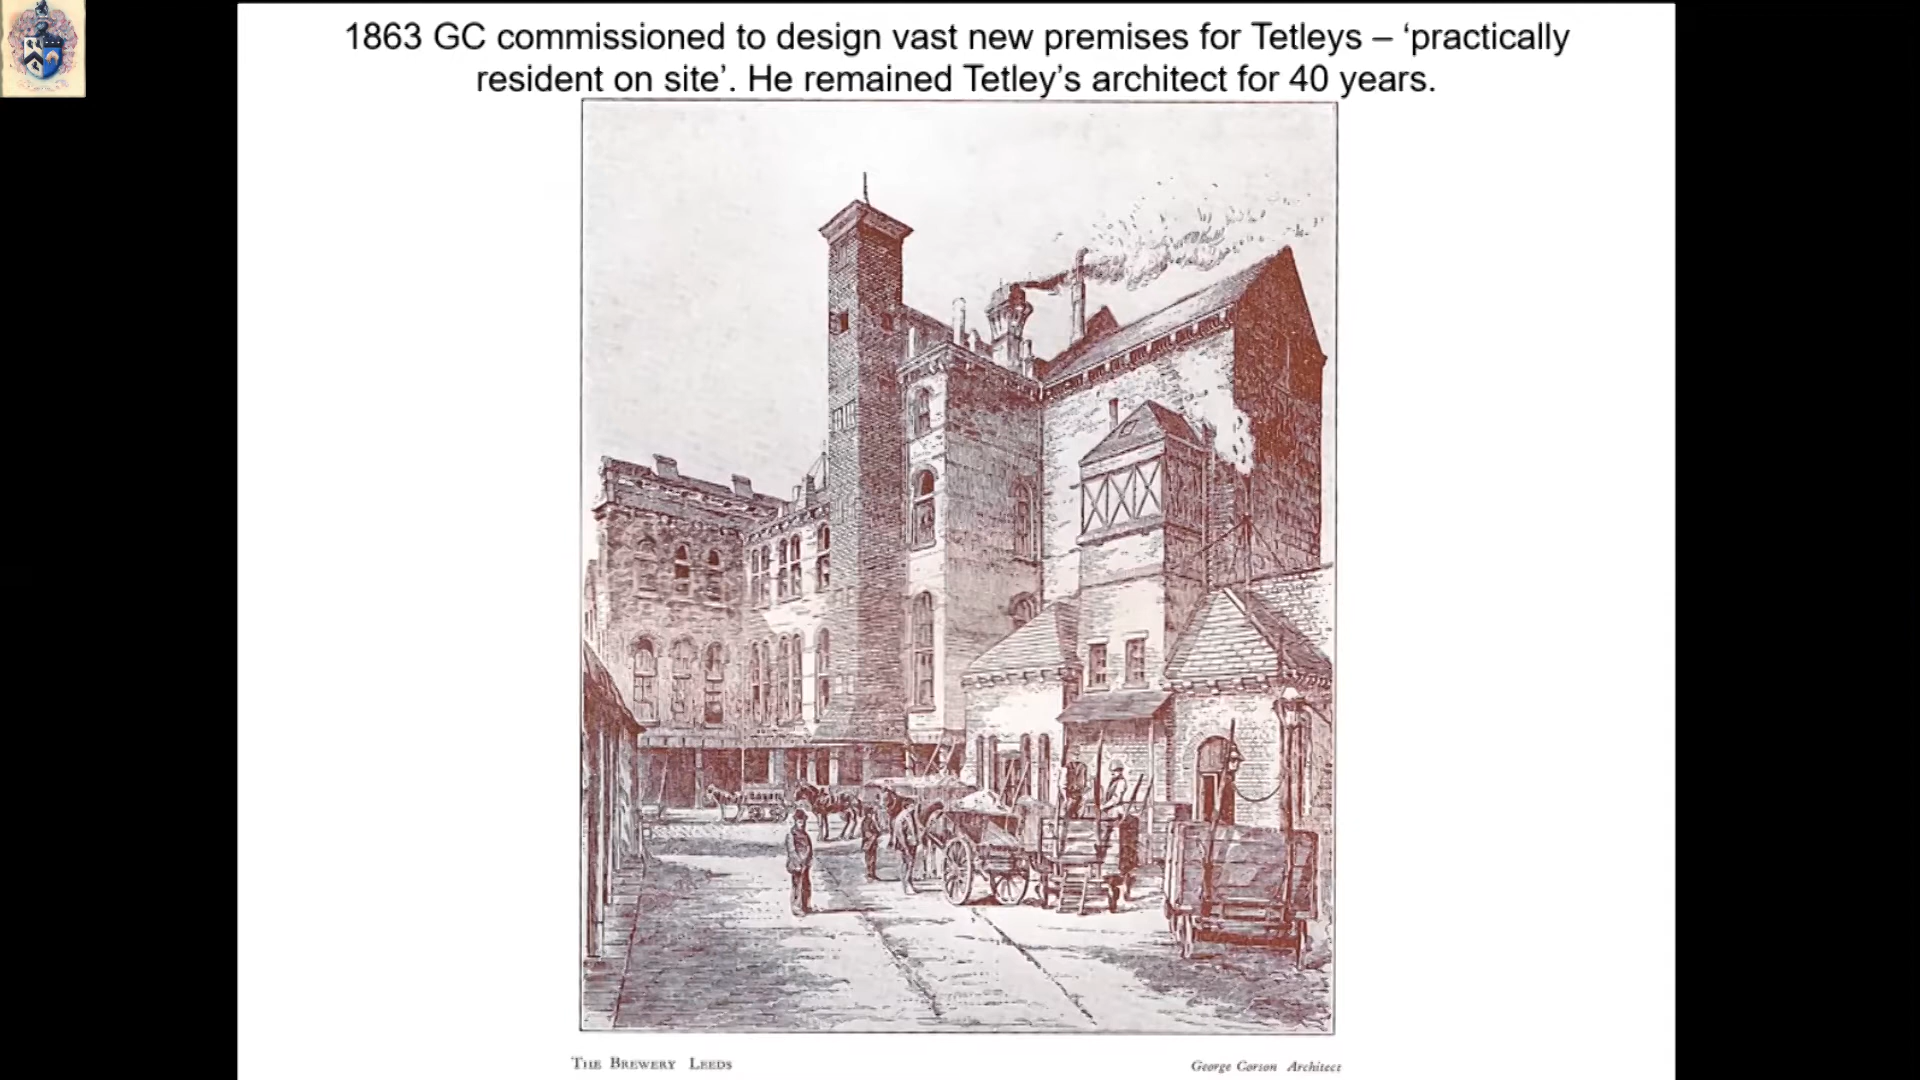 1863 GC commissioned to design vast new premises for Tetleys – ‘practically
resident on site’. He remained Tetley’s architect for 40 years.
The Brewery Leeds
George Corson Architect